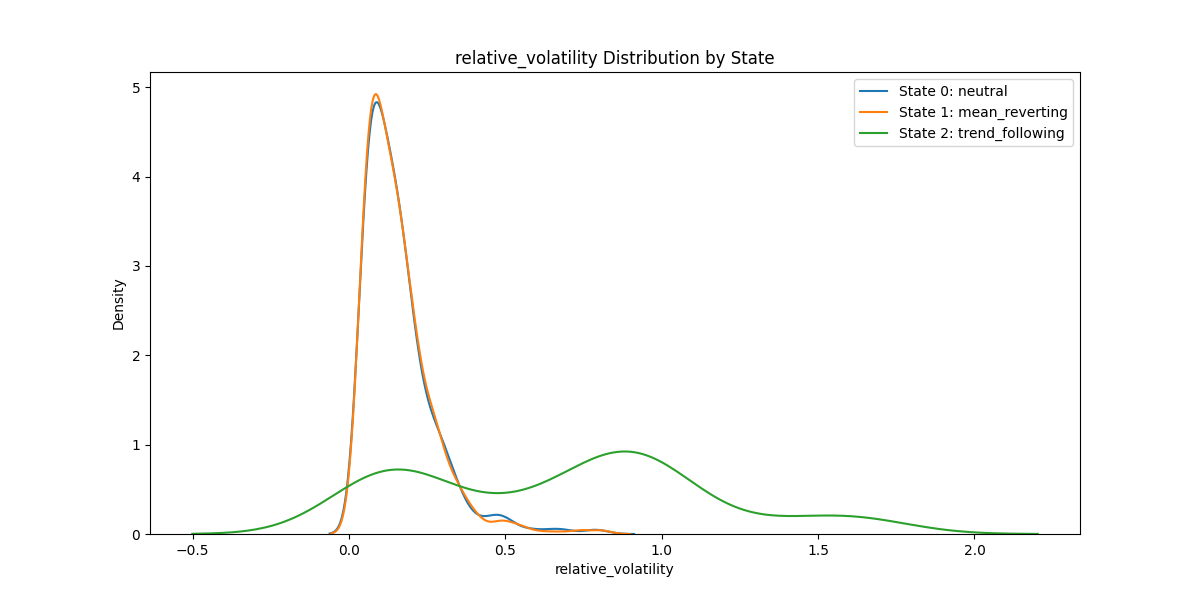 relative_volatility Distribution by State
State 0: neutral
State 1: mean_reverting
State 2: trend_following
Density
5
4
3
2
1
0
−0.5
0.0
0.5
1.0
1.5
2.0
relative_volatility